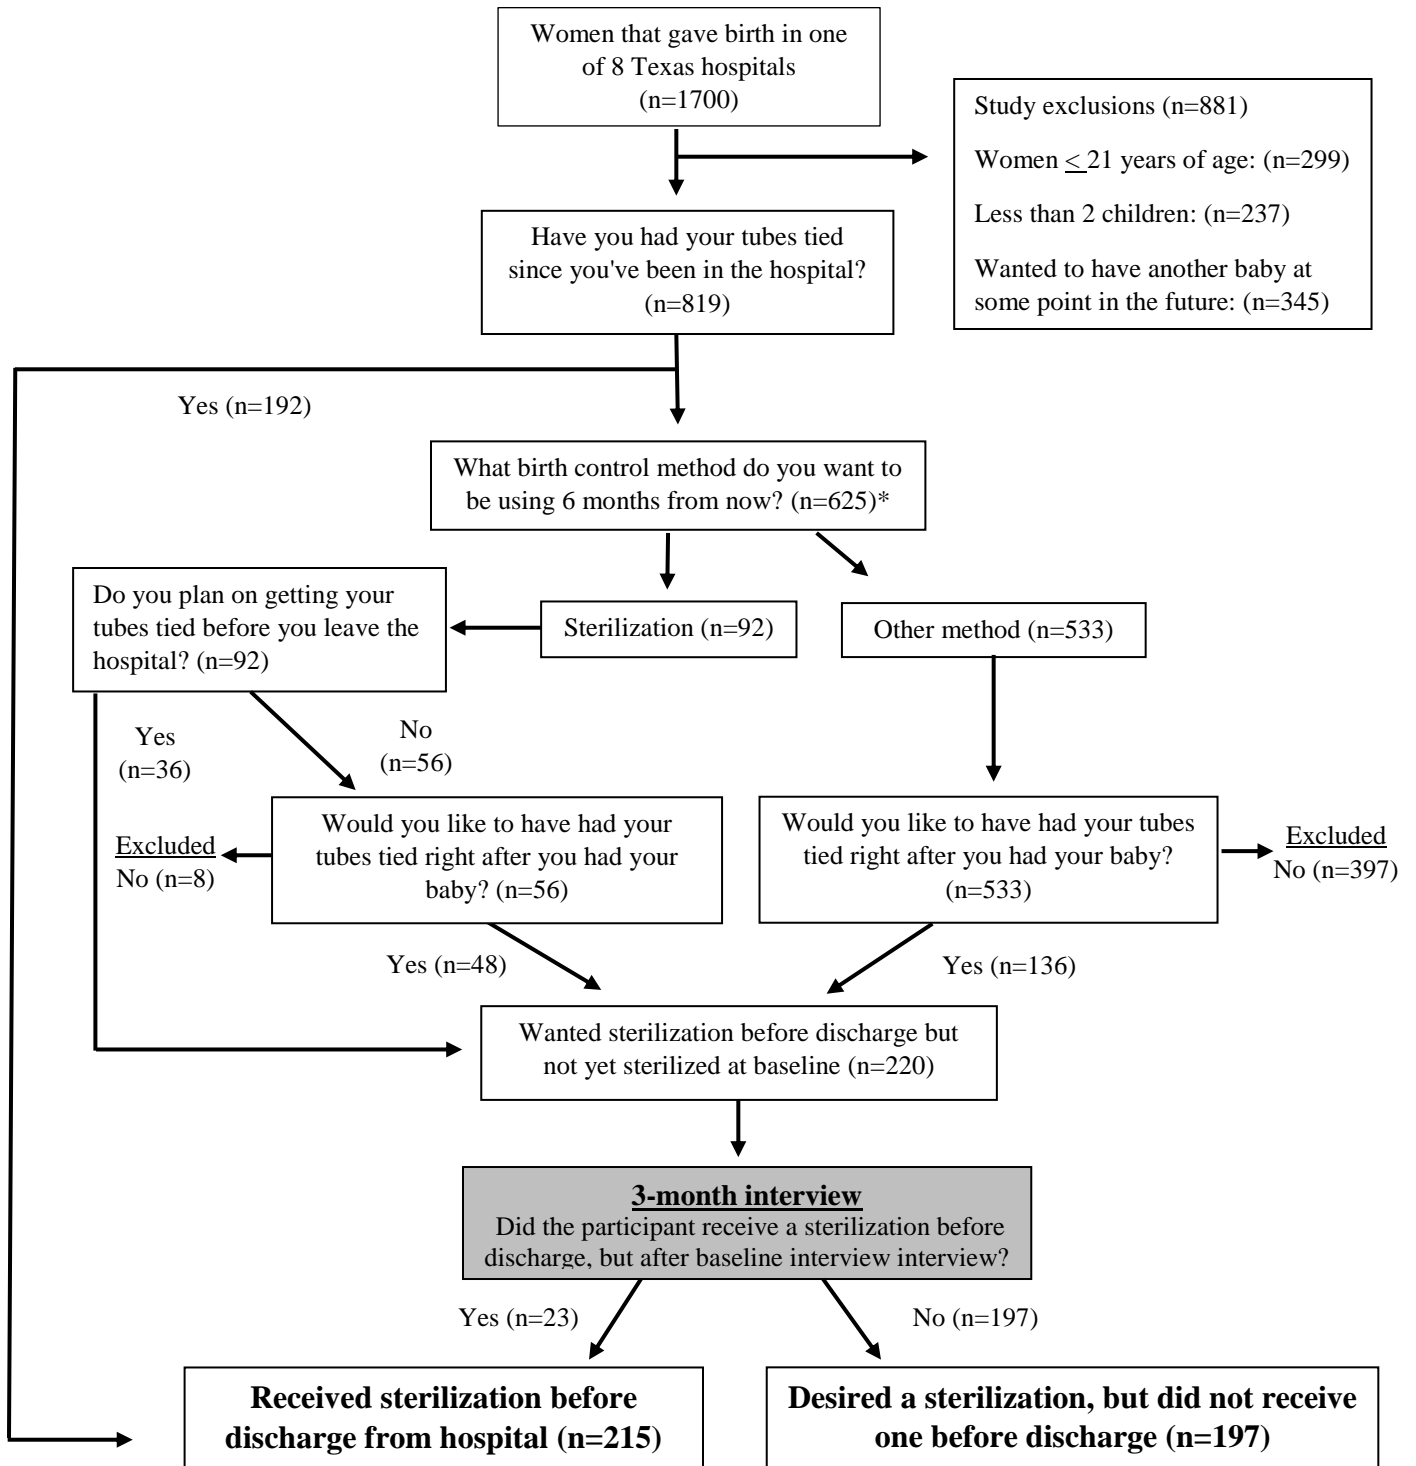 Women that gave birth in one
of 8 Texas hospitals
(n=1700)
Study exclusions (n=881)
Women < 21 years of age: (n=299)
Less than 2 children: (n=237)
Wanted to have another baby at
some point in the future: (n=345)
Have you had your tubes tied
since you've been in the hospital?
(n=819)
Yes (n=192)
What birth control method do you want to
be using 6 months from now? (n=625)*
Do you plan on getting your
tubes tied before you leave the
hospital? (n=92)
Sterilization (n=92)
Other method (n=533)
Yes
(n=36)
No
(n=56)
Would you like to have had your
tubes tied right after you had your
baby? (n=56)
Excluded
No (n=8)
Would you like to have had your tubes
tied right after you had your baby?
(n=533)
Excluded
No (n=397)
Yes (n=48)
Yes (n=136)
Wanted sterilization before discharge but
not yet sterilized at baseline (n=220)
3-month interview
Did the participant receive a sterilization before
discharge, but after baseline interview interview?
Yes (n=23)
No (n=197)
Received sterilization before
discharge from hospital (n=215)
Desired a sterilization, but did not receive
one before discharge (n=197)